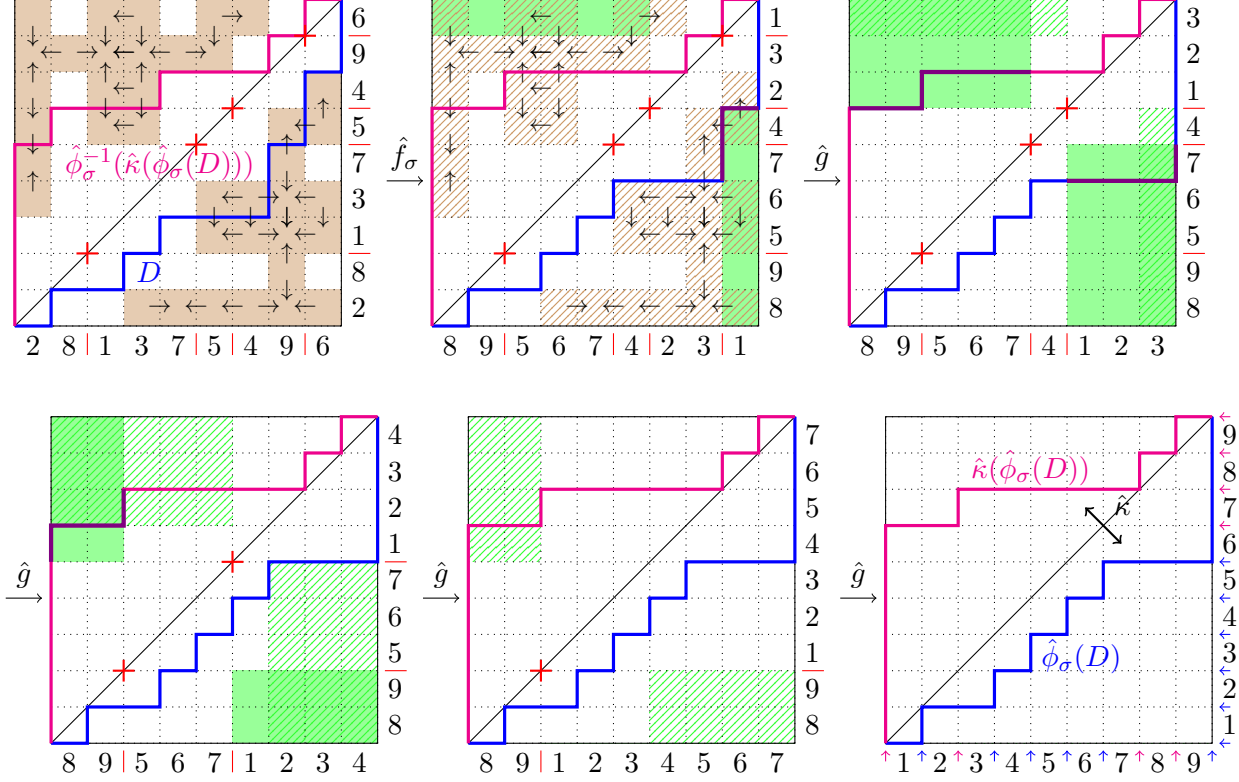 6 1 3
9 3 2
4 2 1
5 4 4
φ̂σ⁻¹(κ̂(φ̂σ(D))) 7 f̂σ 7 ĝ 7
3 6 6
1 5 5
D 8 9 9
2 8 8
2 8 | 1 3 7 | 5 | 4 9 | 6 8 9 | 5 6 7 | 4 | 2 3 | 1 8 9 | 5 6 7 | 4 | 1 2 3
4 7 9
3 6 κ̂(φ̂σ(D)) 8
2 5 κ̂ 7
1 4 6
ĝ 7 ĝ 3 ĝ 5
6 2 4
5 1 φ̂σ(D) 3
9 9 2
8 8 1
8 9 | 5 6 7 | 1 2 3 4 8 9 | 1 2 3 4 5 6 7 1 2 3 4 5 6 7 8 9